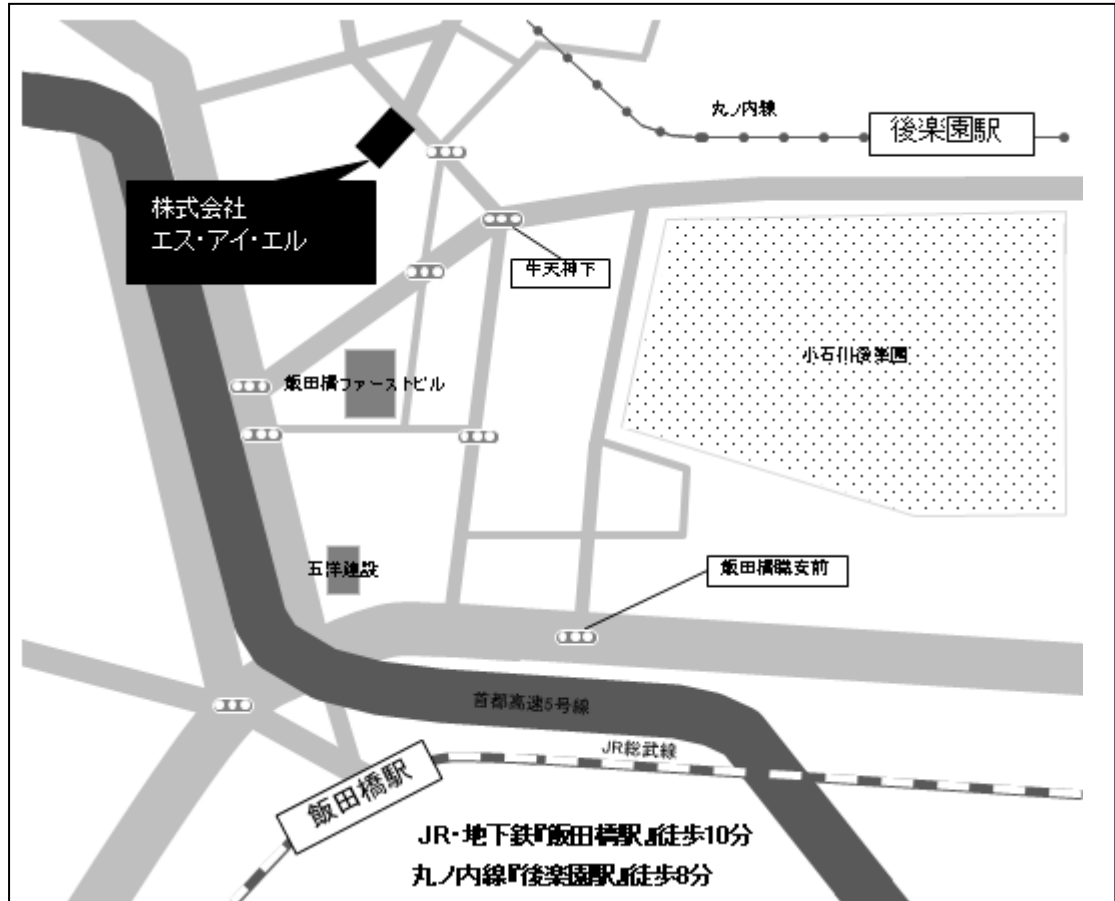 丸ノ内線
後楽園駅
株式会社
エス・アイ・エル
牛天神下
小石川後楽園
飯田橋ファーストビル
五洋建設
飯田橋職安前
首都高速5号線
JR総武線
飯田橋駅
JR・地下鉄『飯田橋駅』徒歩10分
丸ノ内線『後楽園駅』徒歩8分